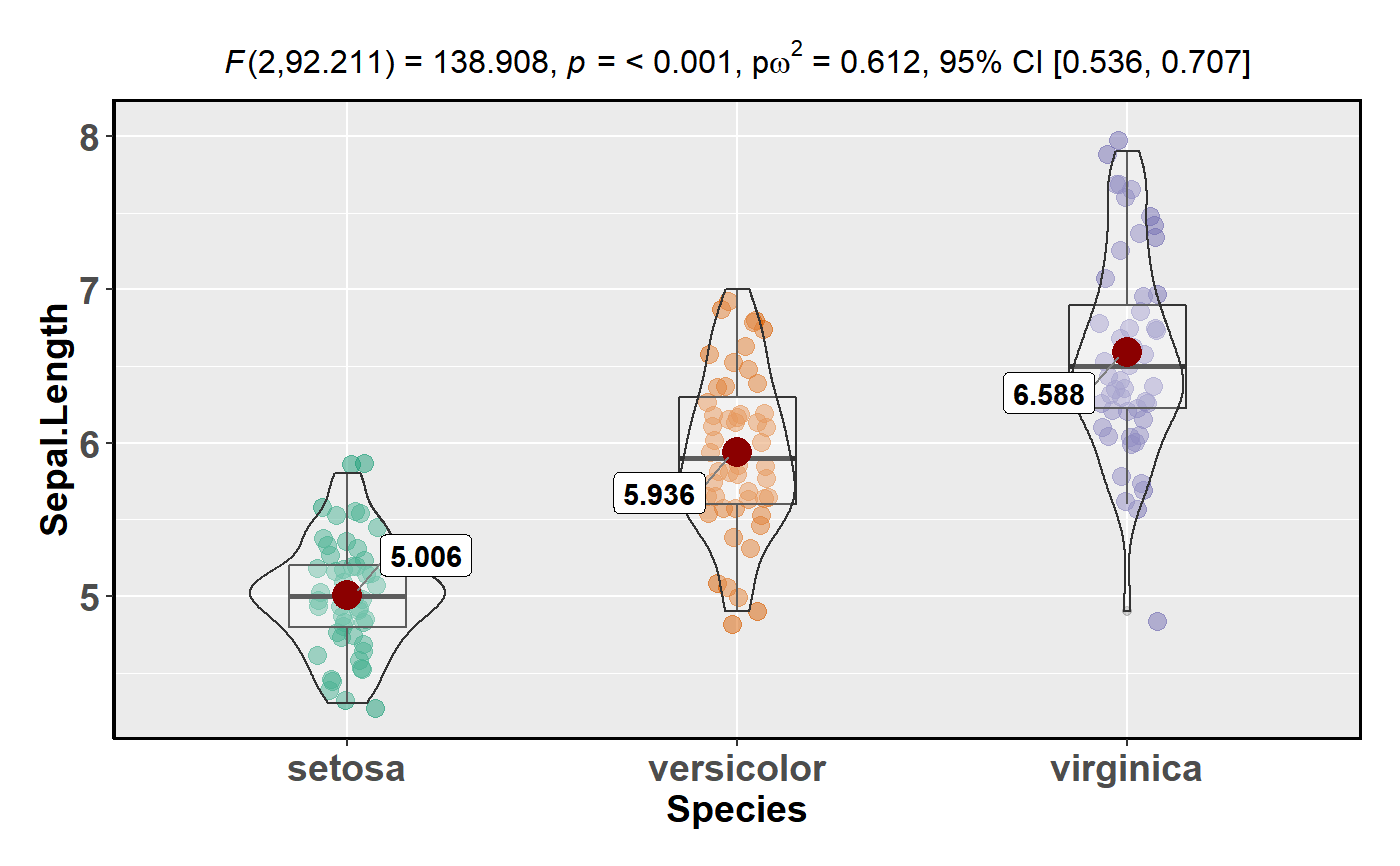 F(2,92.211) = 138.908, p = < 0.001, pω² = 0.612, 95% CI [0.536, 0.707]
Sepal.Length
8
7
6
5
5.006
5.936
6.588
setosa versicolor virginica
Species